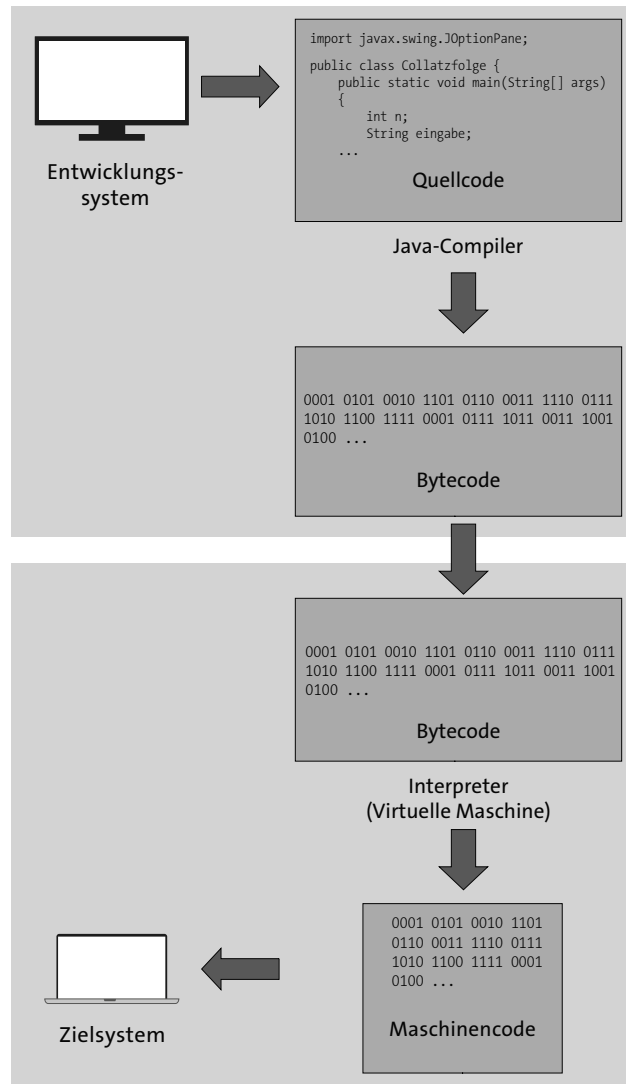 import javax.swing.JOptionPane;
public class Collatzfolge {
public static void main(String[] args)
{
int n;
String eingabe;
...
Quellcode
Entwicklungs-
system
Java-Compiler
0001 0101 0010 1101 0110 0011 1110 0111
1010 1100 1111 0001 0111 1011 0011 1001
0100 ...
Bytecode
0001 0101 0010 1101 0110 0011 1110 0111
1010 1100 1111 0001 0111 1011 0011 1001
0100 ...
Bytecode
Interpreter
(Virtuelle Maschine)
0001 0101 0010 1101
0110 0011 1110 0111
1010 1100 1111 0001
0100 ...
Maschinencode
Zielsystem